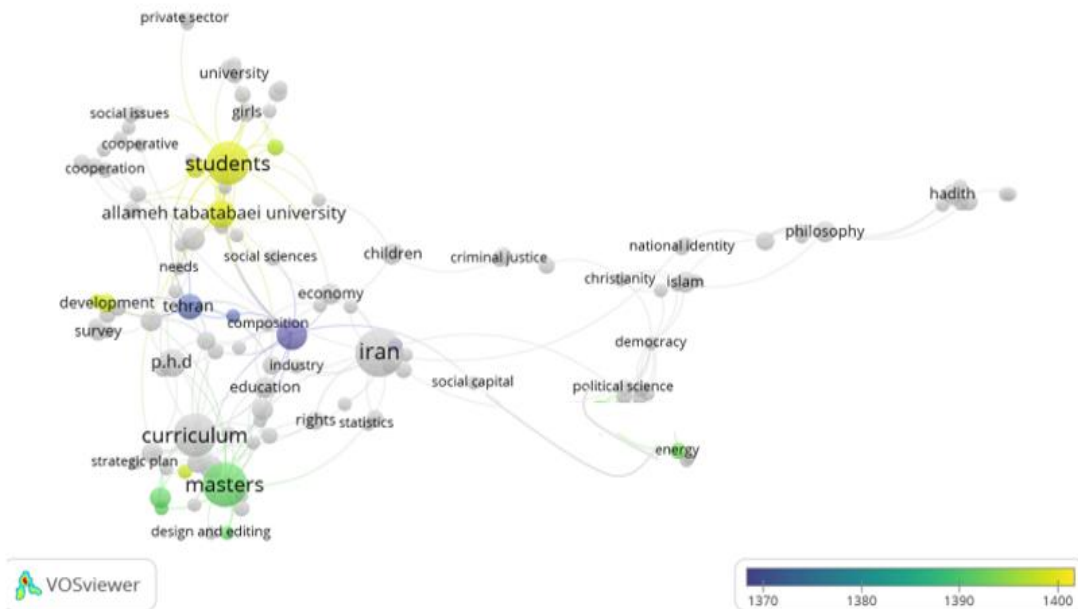 private sector
university
social issues
girls
cooperative
cooperation
students
hadith
allameh tabatabaei university
philosophy
national identity
children
social sciences
criminal justice
needs
christianity
islam
economy
development
tehran
composition
survey
democracy
iran
p.h.d
industry
social capital
education
political science
rights
statistics
curriculum
energy
strategic plan
masters
design and editing
VOSviewer
1370 1380 1390 1400